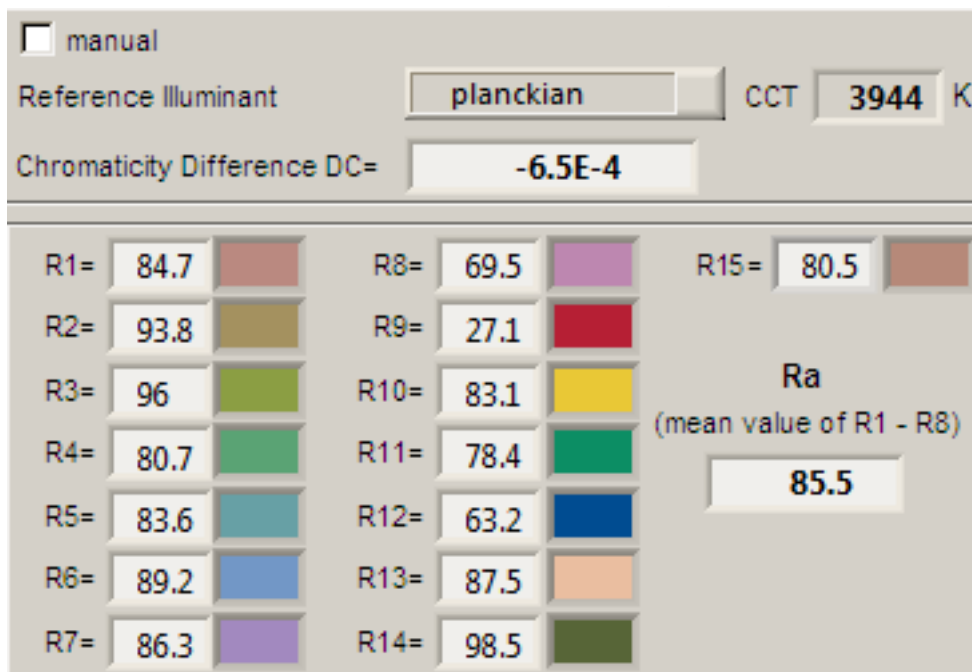 manual
Reference Illuminant planckian CCT 3944 K
Chromaticity Difference DC= -6.5E-4
R1= 84.7 R8= 69.5 R15= 80.5
R2= 93.8 R9= 27.1
R3= 96 R10= 83.1 Ra
(mean value of R1 - R8)
R4= 80.7 R11= 78.4
85.5
R5= 83.6 R12= 63.2
R6= 89.2 R13= 87.5
R7= 86.3 R14= 98.5